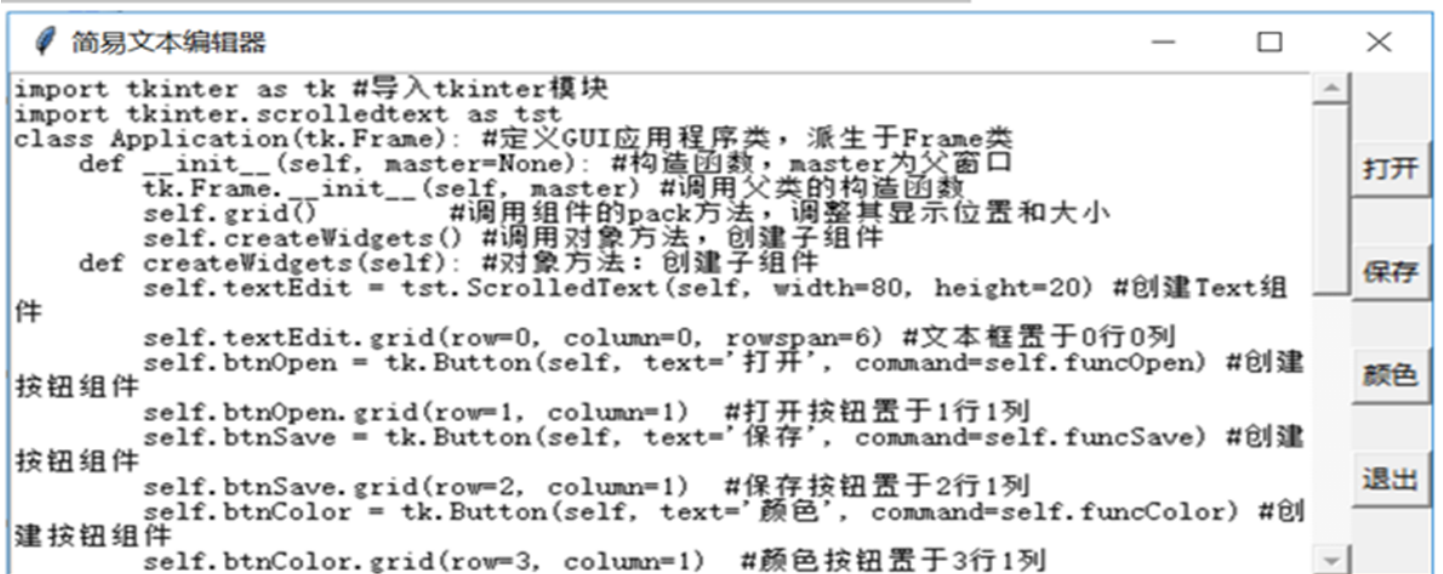 简易文本编辑器
import tkinter as tk #导入tkinter模块
import tkinter.scrolledtext as tst
class Application(tk.Frame): #定义GUI应用程序类，派生于Frame类
    def __init__(self, master=None): #构造函数，master为父窗口
        tk.Frame.__init__(self, master) #调用父类的构造函数
        self.grid()        #调用组件的pack方法，调整其显示位置和大小
        self.createWidgets() #调用对象方法，创建子组件
    def createWidgets(self): #对象方法：创建子组件
        self.textEdit = tst.ScrolledText(self, width=80, height=20) #创建Text组
件
        self.textEdit.grid(row=0, column=0, rowspan=6) #文本框置于0行0列
        self.btnOpen = tk.Button(self, text='打开', command=self.funcOpen) #创建
按钮组件
        self.btnOpen.grid(row=1, column=1)  #打开按钮置于1行1列
        self.btnSave = tk.Button(self, text='保存', command=self.funcSave) #创建
按钮组件
        self.btnSave.grid(row=2, column=1)  #保存按钮置于2行1列
        self.btnColor = tk.Button(self, text='颜色', command=self.funcColor) #创
建按钮组件
        self.btnColor.grid(row=3, column=1)  #颜色按钮置于3行1列
打开
保存
颜色
退出